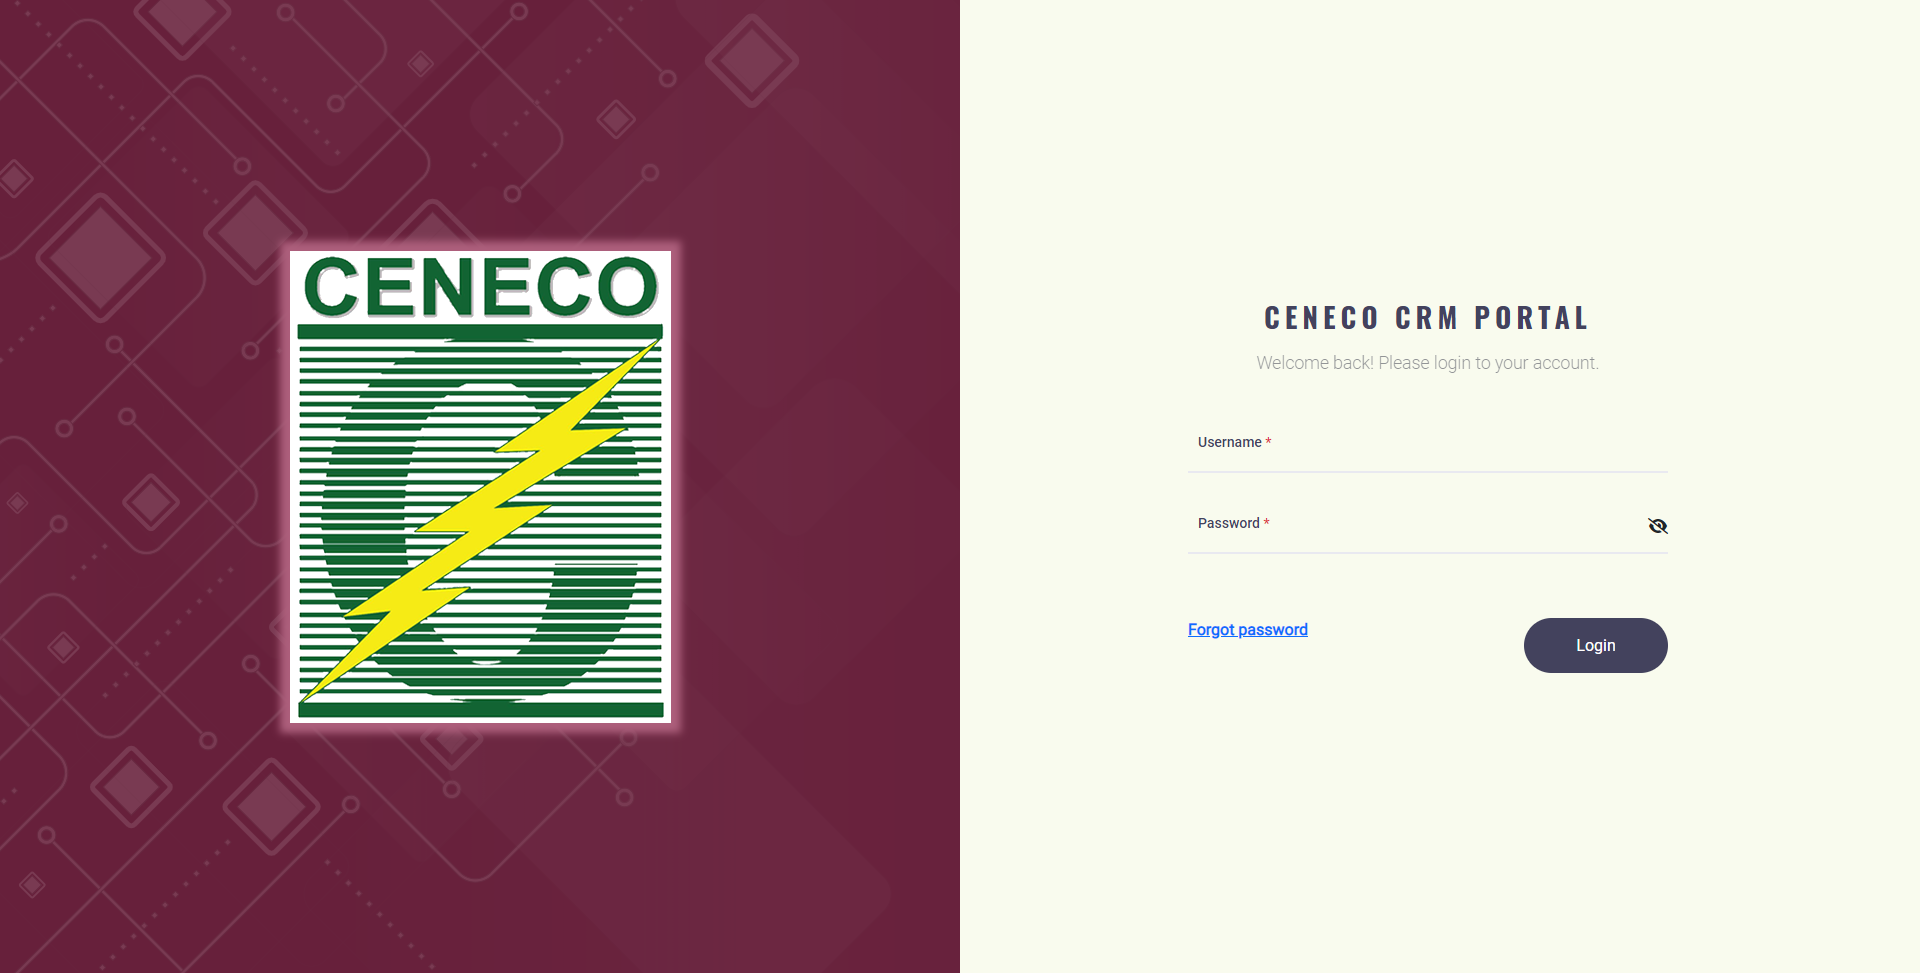 CENECO
CENECO CRM PORTAL
Welcome back! Please login to your account.
Username *
Password *
Forgot password
Login